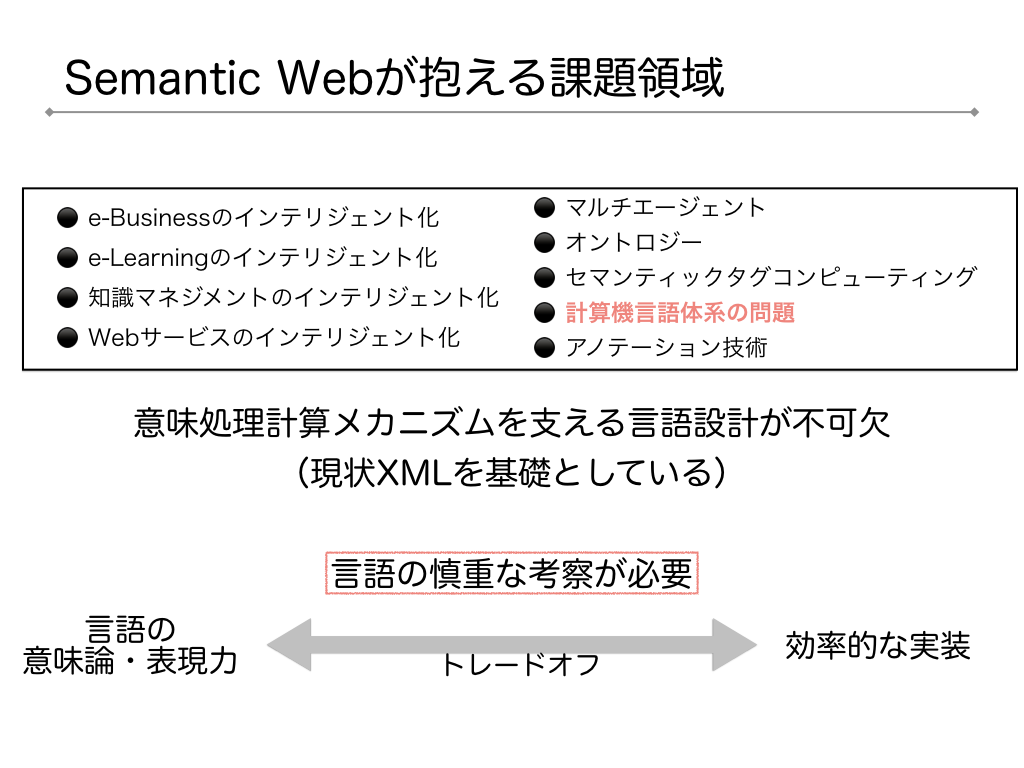 Semantic Webが抱える課題領域
● e-Businessのインテリジェント化
● e-Learningのインテリジェント化
● 知識マネジメントのインテリジェント化
● Webサービスのインテリジェント化
● マルチエージェント
● オントロジー
● セマンティックタグコンピューティング
● 計算機言語体系の問題
● アノテーション技術
意味処理計算メカニズムを支える言語設計が不可欠
（現状XMLを基礎としている）
言語の慎重な考察が必要
言語の
意味論・表現力
トレードオフ
効率的な実装